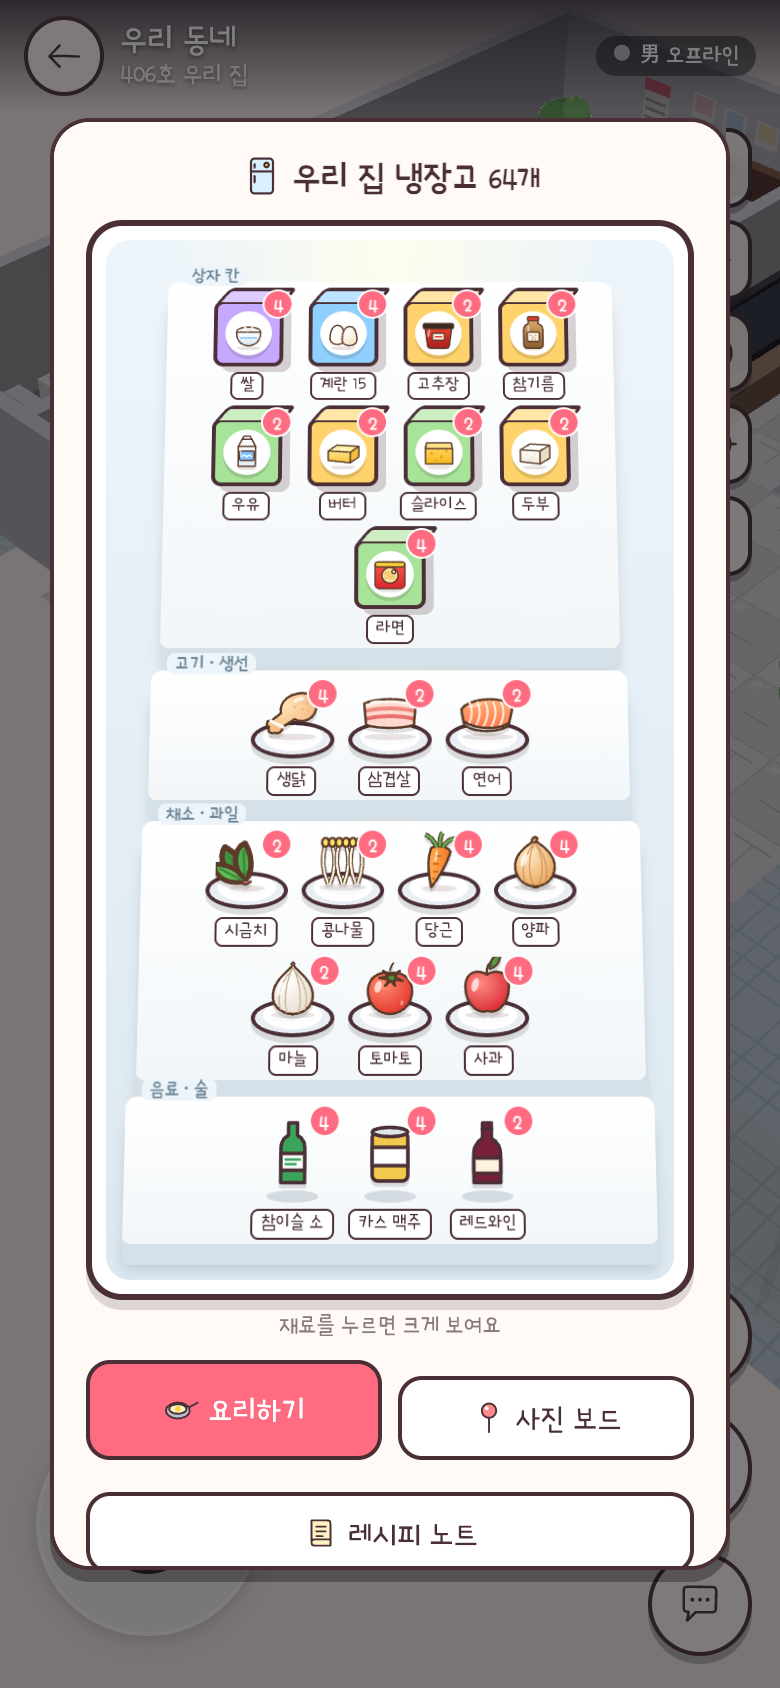 우리 동네
406호 우리 집
男 오프라인
우리 집 냉장고 64개
상자 칸
4 4 2 2
쌀 계란 15 고추장 참기름
2 2 2 2
우유 버터 슬라이스 두부
4
라면
고기 · 생선
4 2 2
생닭 삼겹살 연어
채소 · 과일
2 2 4 4
시금치 콩나물 당근 양파
2 4 4
마늘 토마토 사과
음료 · 술
4 4 2
참이슬 소 카스 맥주 레드와인
재료를 누르면 크게 보여요
요리하기
사진 보드
레시피 노트